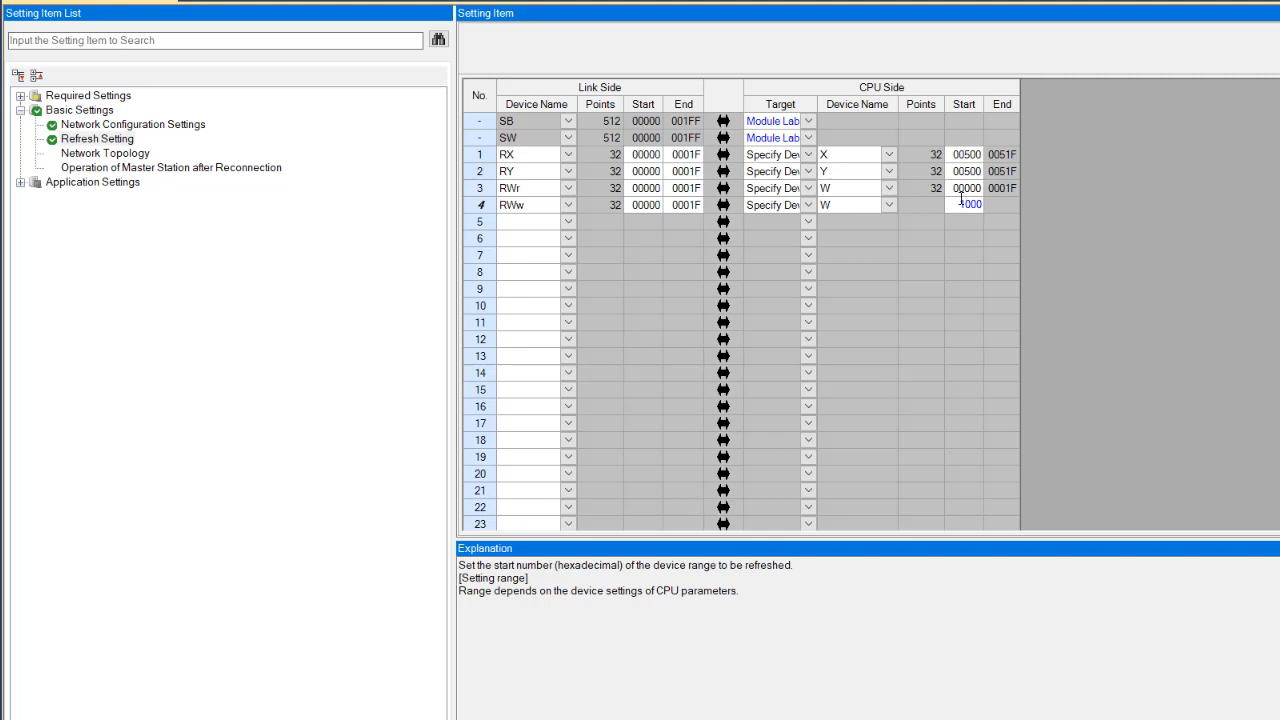 Setting Item List
Input the Setting Item to Search
Required Settings
Basic Settings
Network Configuration Settings
Refresh Setting
Network Topology
Operation of Master Station after Reconnection
Application Settings
Setting Item
No. Link Side CPU Side
Device Name Points Start End Target Device Name Points Start End
- SB 512 00000 001FF Module Lab
- SW 512 00000 001FF Module Lab
1 RX 32 00000 0001F Specify Dev X 32 00500 0051F
2 RY 32 00000 0001F Specify Dev Y 32 00500 0051F
3 RWr 32 00000 0001F Specify Dev W 32 00000 0001F
4 RWw 32 00000 0001F Specify Dev W 32 1000
5
6
7
8
9
10
11
12
13
14
15
16
17
18
19
20
21
22
23
Explanation
Set the start number (hexadecimal) of the device range to be refreshed.
[Setting range]
Range depends on the device settings of CPU parameters.